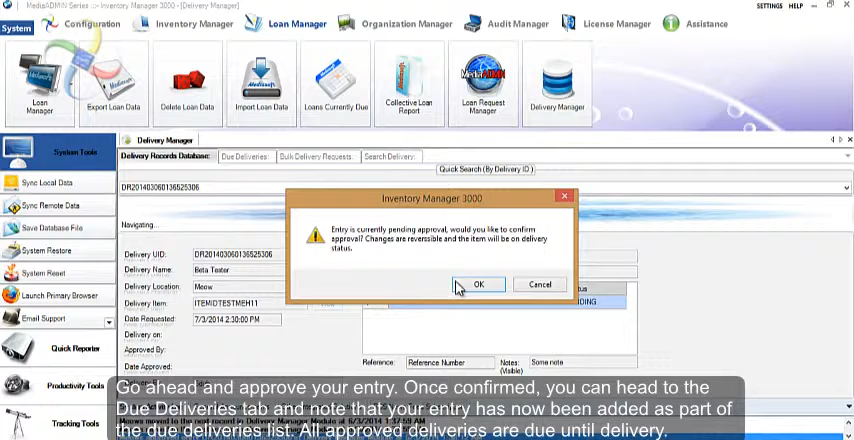 MediaADMIN Series ::> Inventory Manager 3000 - [Delivery Manager]
SETTINGS HELP
System
Configuration
Inventory Manager
Loan Manager
Organization Manager
Audit Manager
License Manager
Assistance
Loan Manager
Export Loan Data
Delete Loan Data
Import Loan Data
Loans Currently Due
Collective Loan Report
Loan Request Manager
Delivery Manager
Mediasoft
MediaADMIN
System Tools
Delivery Manager
Delivery Records Database:
Due Deliveries:
Bulk Delivery Requests:
Search Delivery:
Quick Search (By Delivery ID )
DR201403060136525306
Sync Local Data
Sync Remote Data
Save Database File
System Restore
System Reset
Launch Primary Browser
Email Support
Quick Reporter
Productivity Tools
Tracking Tools
Navigating...
Delivery UID: DR201403060136525306
Delivery Name: Beta Tester
Delivery Location: Meow
Delivery Item: ITEMIDTESTMEH11
Date Requested: 7/3/2014 2:30:00 PM
Delivery on:
Approved By:
Date Approved:
Reference: Reference Number
Notes: (Visible)
Some note
Inventory Manager 3000
Entry is currently pending approval, would you like to confirm
approval? Changes are reverssible and the item will be on delivery
status.
OK
Cancel
Go ahead and approve your entry. Once confirmed, you can head to the
Due Deliveries tab and note that your entry has now been added as part of
the due deliveries list. All approved deliveries are due until delivery.